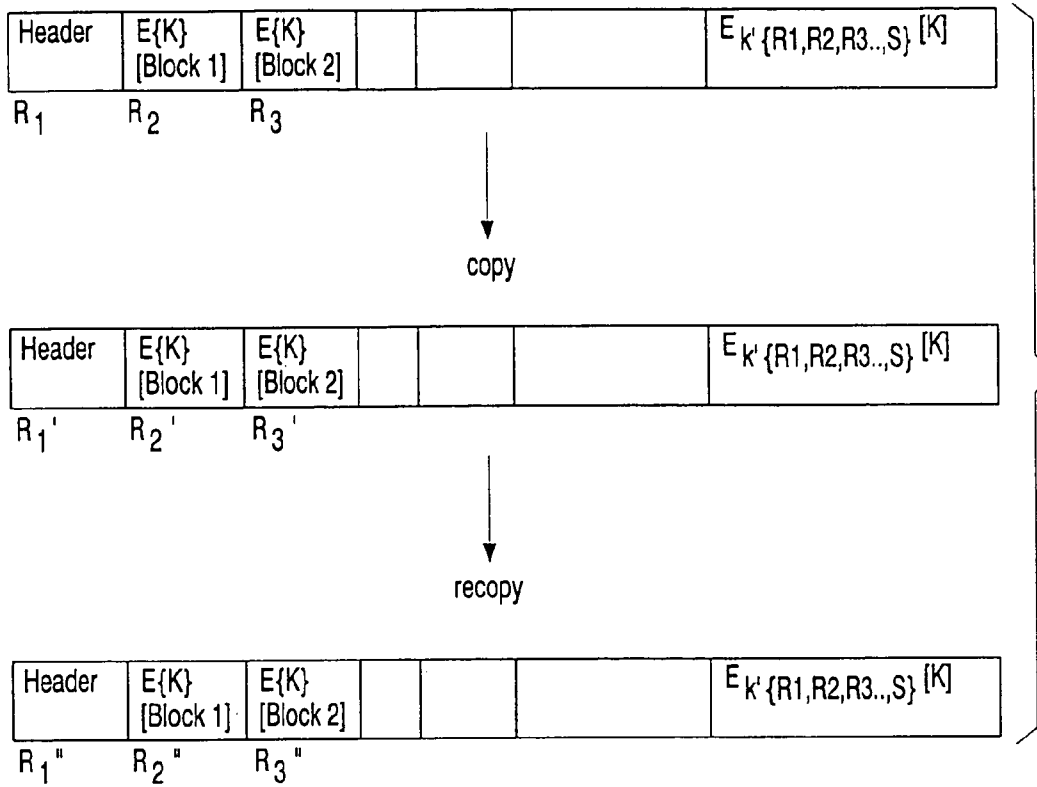 Header E{K} E{K} E k' {R1,R2,R3..,S} [K]
[Block 1] [Block 2]
R1 R2 R3
copy
Header E{K} E{K} E k' {R1,R2,R3..,S} [K]
[Block 1] [Block 2]
R1' R2' R3'
recopy
Header E{K} E{K} E k' {R1,R2,R3..,S} [K]
[Block 1] [Block 2]
R1" R2" R3"